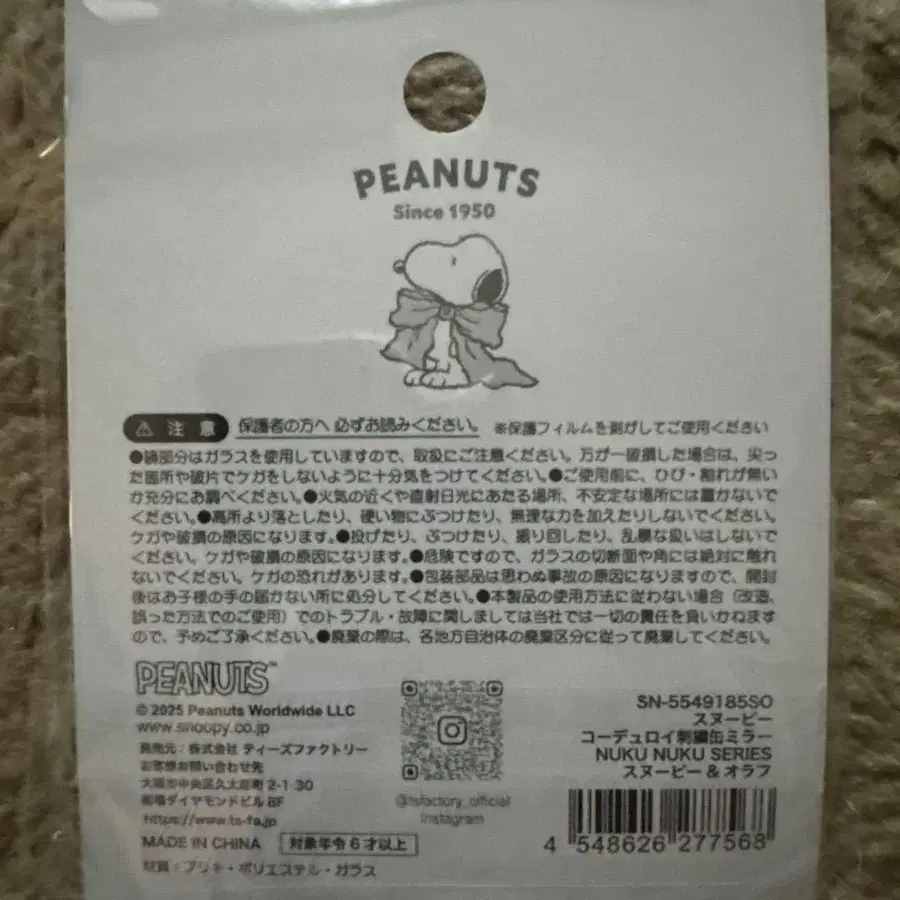 PEANUTS
Since 1950
⚠ 注意 保護者の方へ 必ずお読みください。 ※保護フィルムを剥がしてご使用ください
●鏡部分はガラスを使用していますので、取扱にご注意ください。万が一破損した場合は、尖っ
た箇所や破片でケガをしないように十分気をつけてください。●ご使用前に、ひび・割れが無い
か充分にお調べください。●火気の近くや直射日光にあたる場所、不安定な場所には置かないで
ください。●高所より落としたり、硬い物にぶつけたり、無理な力を加えたりしないでください。
ケガや破損の原因になります。●投げたり、ぶつけたり、振り回したり、乱暴な扱いはしないで
ください。ケガや破損の原因になります。●危険ですので、ガラスの切断面や角には絶対に触れ
ないでください。ケガの恐れがあります。●包装部品は思わぬ事故の原因になりますので、開封
後はお子様の手の届かない所に処分してください。●本製品の使用方法に従わない場合（改造、
誤った方法でのご使用）でのトラブル・故障に関しましては当社では一切の責任を負いかねます
ので、予めご了承ください。●廃棄の際は、各地方自治体の廃棄区分に従って廃棄してください。
PEANUTS™
© 2025 Peanuts Worldwide LLC
www.snoopy.co.jp
発売元：株式会社 ティーズファクトリー
お客様お問い合わせ先
大阪市中央区久太郎町2-1-30
船場ダイヤモンドビル8F
https://www.ts-fa.jp
MADE IN CHINA 対象年令6才以上
材質：ブリキ・ポリエステル・ガラス
@tsfactory_official
Instagram
SN-5549185SO
スヌーピー
コーデュロイ刺繍缶ミラー
NUKU NUKU SERIES
スヌーピー & オラフ
4 548626 277568